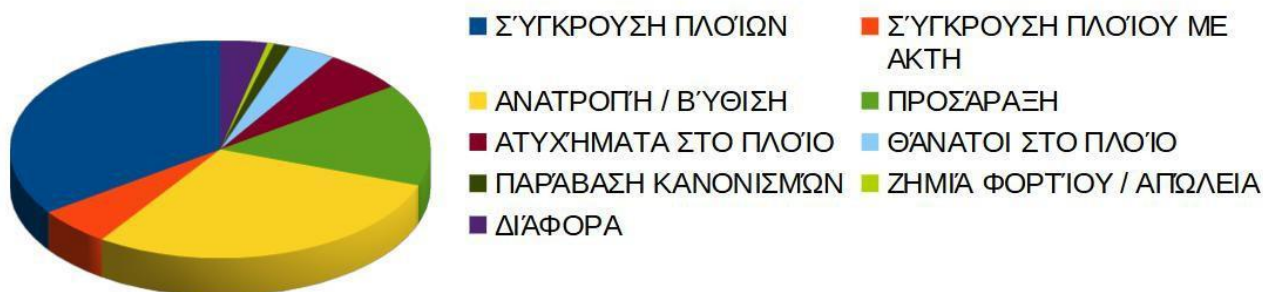 ΣΎΓΚΡΟΥΣΗ ΠΛΟΊΩΝ
ΣΎΓΚΡΟΥΣΗ ΠΛΟΊΟΥ ΜΕ
ΑΚΤΗ
ΑΝΑΤΡΟΠΉ / ΒΎΘΙΣΗ
ΠΡΟΣΆΡΑΞΗ
ΑΤΥΧΉΜΑΤΑ ΣΤΟ ΠΛΟΊΟ
ΘΆΝΑΤΟΙ ΣΤΟ ΠΛΟΊΟ
ΠΑΡΆΒΑΣΗ ΚΑΝΟΝΙΣΜΏΝ
ΖΗΜΙΆ ΦΟΡΤΊΟΥ / ΑΠΏΛΕΙΑ
ΔΙΆΦΟΡΑ